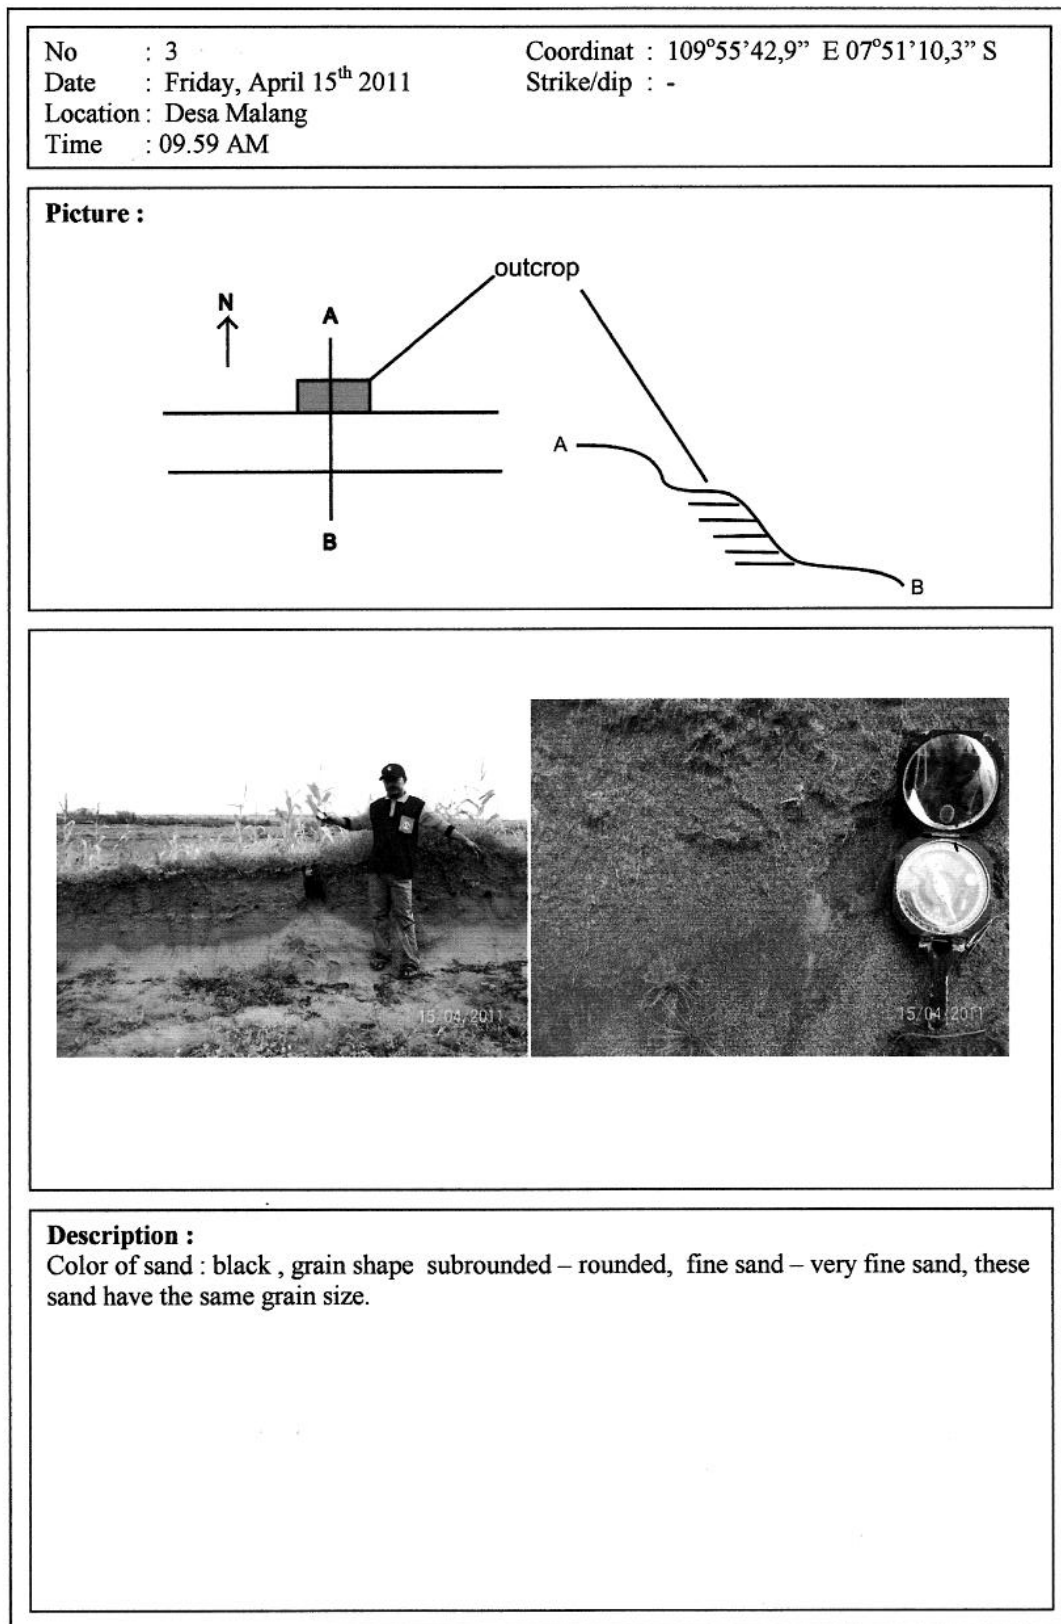 No : 3 Coordinat : 109°55'42,9” E 07°51'10,3” S
Date : Friday, April 15th 2011 Strike/dip : -
Location : Desa Malang
Time : 09.59 AM
Picture :
outcrop
N
A
B
A
B
15/04/2011
15/04/2011
Description :
Color of sand : black , grain shape subrounded – rounded, fine sand – very fine sand, these
sand have the same grain size.